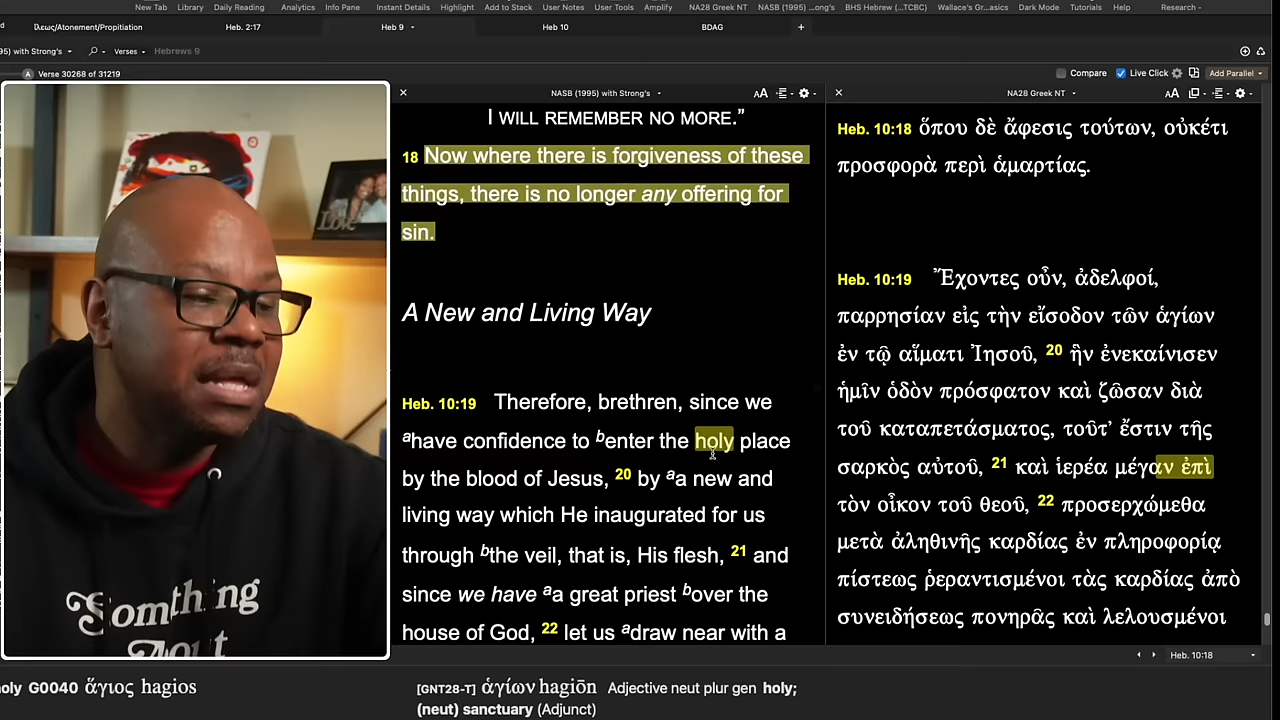 New Tab Library Daily Reading Analytics Info Pane Instant Details Highlight Add to Stack User Notes User Tools Amplify NA28 Greek NT NASB (1995) ...ong's BHS Hebrew (...TCBC) Wallace's Gr...asics Dark Mode Tutorials Help Research
ἵλεως/Atonement/Propitiation Heb. 2:17 Heb 9 Heb 10 BDAG +
95) with Strong's Verses Hebrews 9
A Verse 30268 of 31219 Compare Live Click Add Parallel
NASB (1995) with Strong's AA
NA28 Greek NT AA
I WILL REMEMBER NO MORE.”
18 Now where there is forgiveness of these
things, there is no longer any offering for
sin.
A New and Living Way
Heb. 10:19 Therefore, brethren, since we
ahave confidence to benter the holy place
by the blood of Jesus, 20 by aa new and
living way which He inaugurated for us
through bthe veil, that is, His flesh, 21 and
since we have aa great priest bover the
house of God, 22 let us adraw near with a
Heb. 10:18 ὅπου δὲ ἄφεσις τούτων, οὐκέτι
προσφορὰ περὶ ἁμαρτίας.
Heb. 10:19 Ἔχοντες οὖν, ἀδελφοί,
παρρησίαν εἰς τὴν εἴσοδον τῶν ἁγίων
ἐν τῷ αἵματι Ἰησοῦ, 20 ἣν ἐνεκαίνισεν
ἡμῖν ὁδὸν πρόσφατον καὶ ζῶσαν διὰ
τοῦ καταπετάσματος, τοῦτ’ ἔστιν τῆς
σαρκὸς αὐτοῦ, 21 καὶ ἱερέα μέγαν ἐπὶ
τὸν οἶκον τοῦ θεοῦ, 22 προσερχώμεθα
μετὰ ἀληθινῆς καρδίας ἐν πληροφορίᾳ
πίστεως ῥεραντισμένοι τὰς καρδίας ἀπὸ
συνειδήσεως πονηρᾶς καὶ λελουσμένοι
Heb. 10:18
Love
Something
About
oly G0040 ἅγιος hagios
[GNT28-T] ἁγίων hagiōn Adjective neut plur gen holy;
(neut) sanctuary (Adjunct)